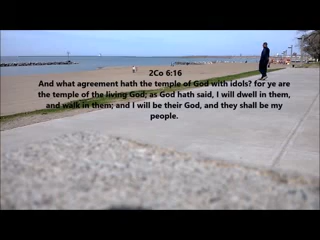 2Co 6:16
And what agreement hath the temple of God with idols? for ye are
the temple of the living God; as God hath said, I will dwell in them,
and walk in them; and I will be their God, and they shall be my
people.